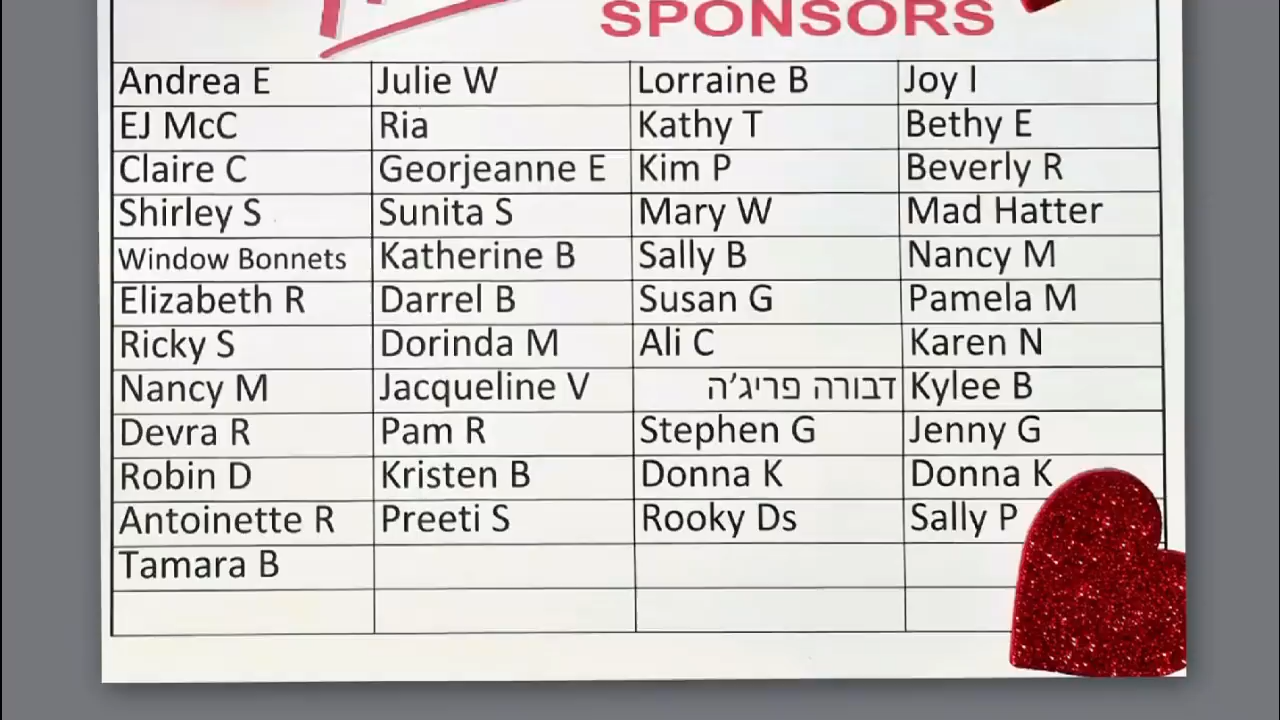 SPONSORS
Andrea E Julie W Lorraine B Joy I
EJ McC Ria Kathy T Bethy E
Claire C Georjeanne E Kim P Beverly R
Shirley S Sunita S Mary W Mad Hatter
Window Bonnets Katherine B Sally B Nancy M
Elizabeth R Darrel B Susan G Pamela M
Ricky S Dorinda M Ali C Karen N
Nancy M Jacqueline V דבורה פריג'ה Kylee B
Devra R Pam R Stephen G Jenny G
Robin D Kristen B Donna K Donna K
Antoinette R Preeti S Rooky Ds Sally P
Tamara B